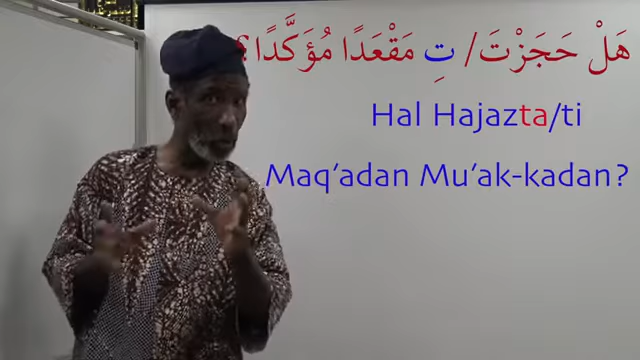 هَلْ حَجَزْتَ/ تِ مَقْعَدًا مُؤَكَّدًا؟
Hal Hajazta/ti
Maq’adan Mu’ak-kadan?